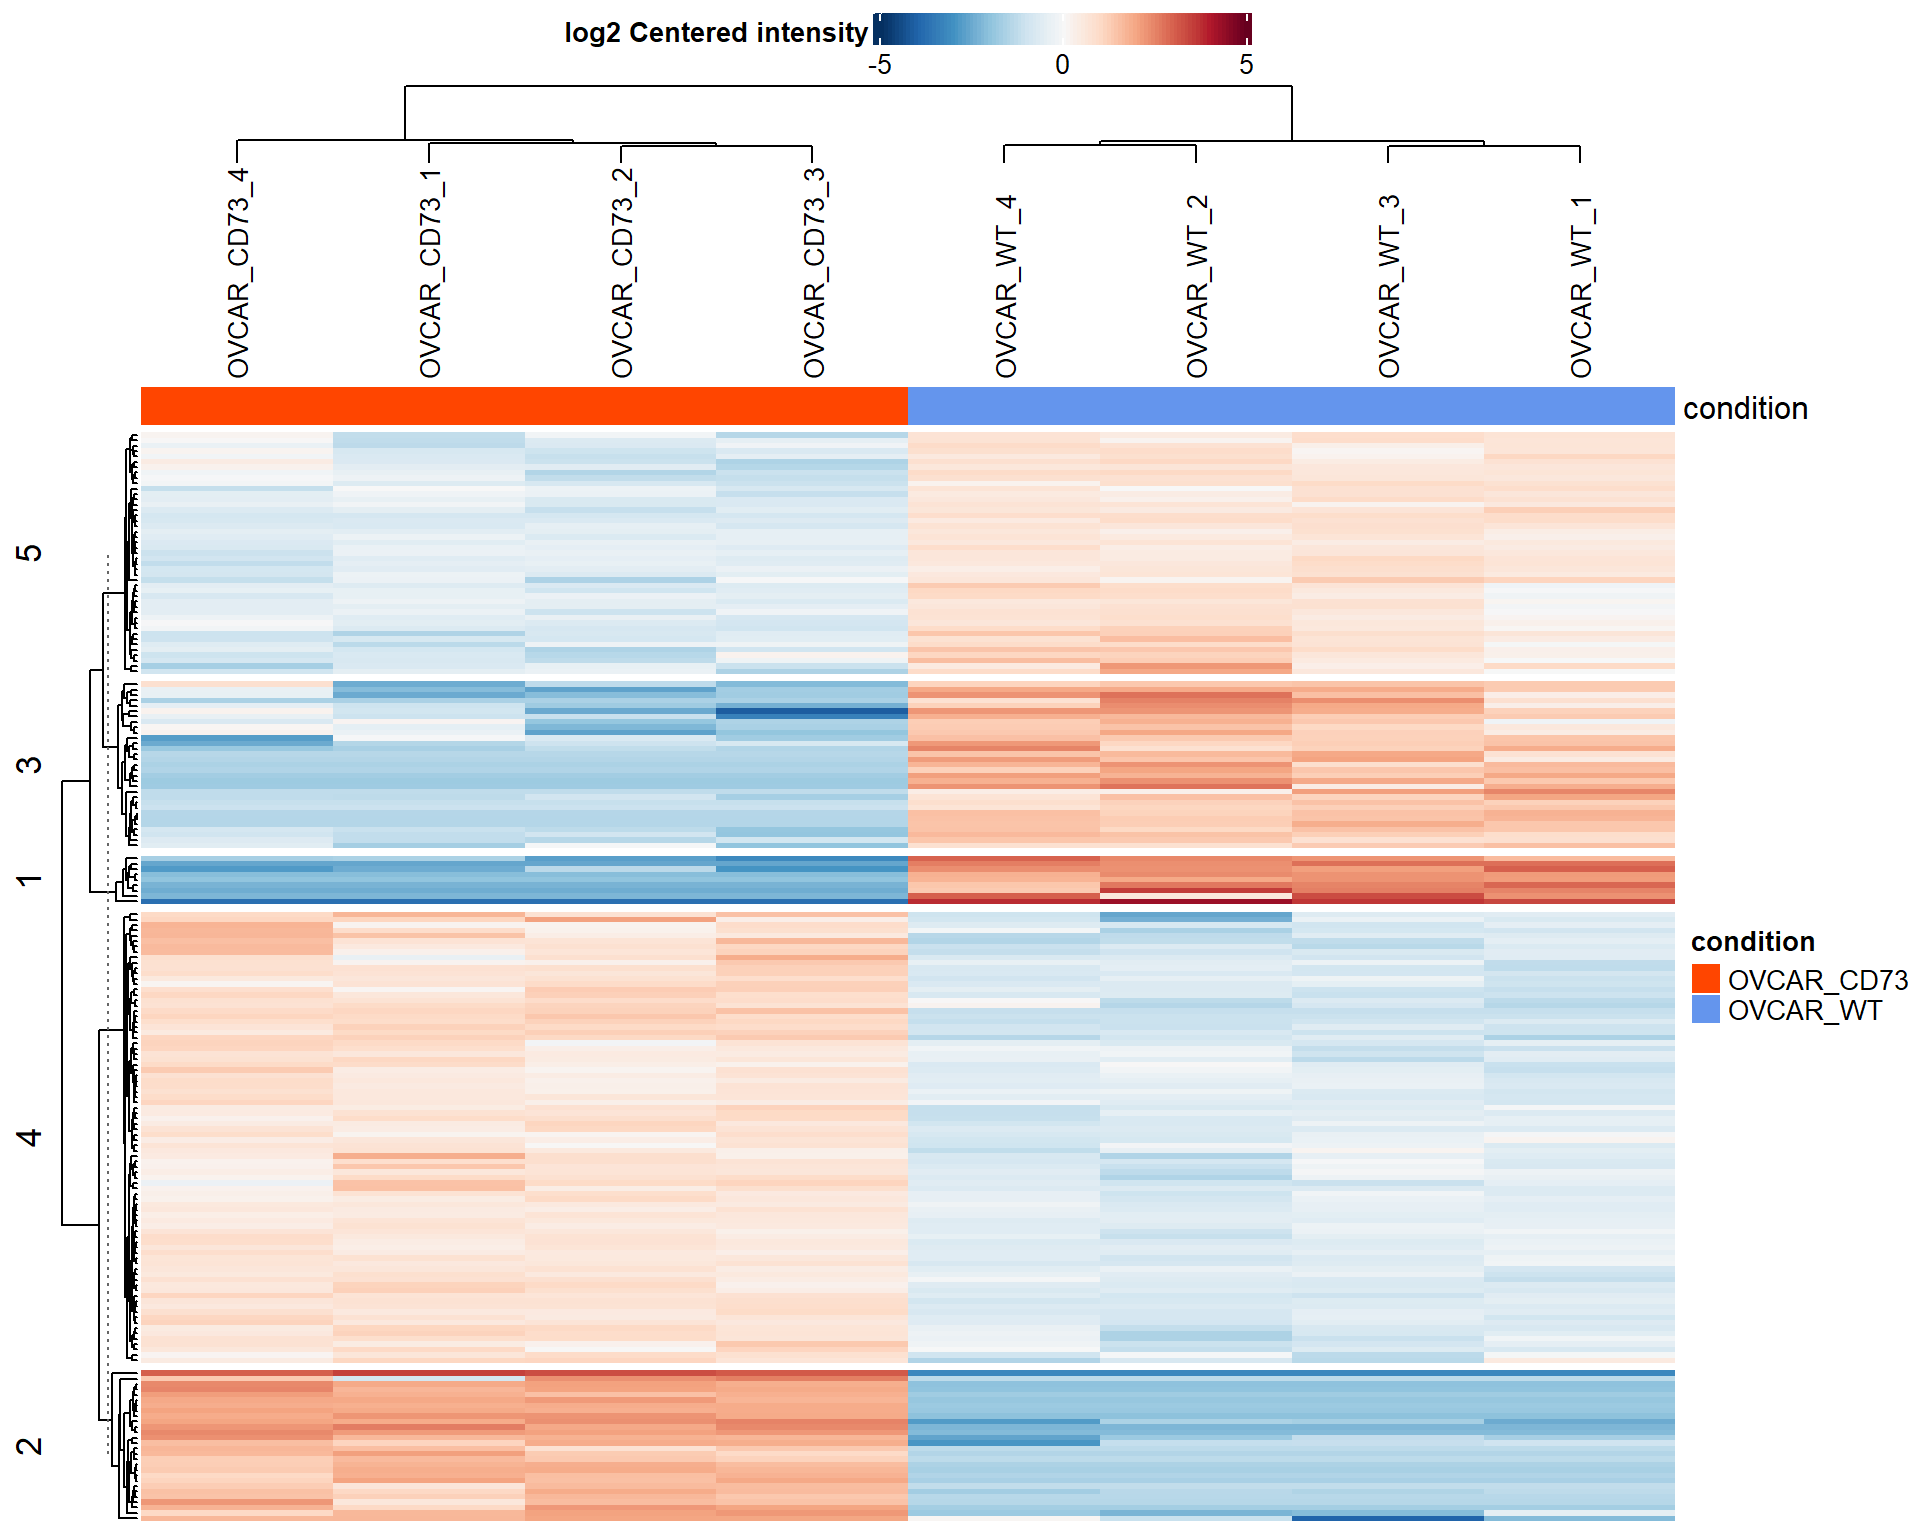 log2 Centered intensity
-5 0 5
OVCAR_CD73_4
OVCAR_CD73_1
OVCAR_CD73_2
OVCAR_CD73_3
OVCAR_WT_4
OVCAR_WT_2
OVCAR_WT_3
OVCAR_WT_1
condition
5
3
1
4
2
condition
OVCAR_CD73
OVCAR_WT